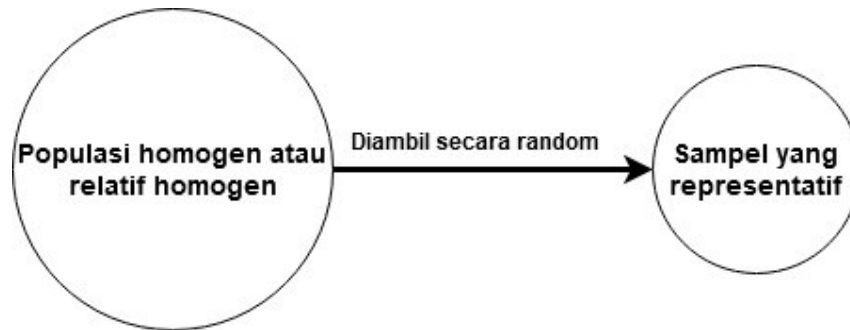 Populasi homogen atau
relatif homogen
Diambil secara random
Sampel yang
representatif